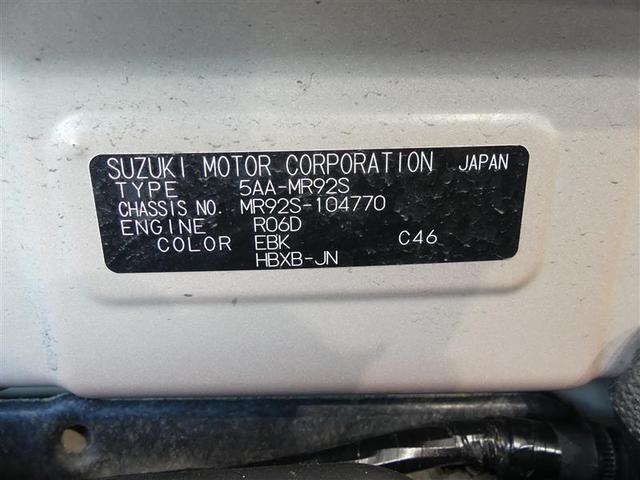 SUZUKI MOTOR CORPORATION JAPAN
TYPE 5AA-MR92S
CHASSIS NO. MR92S-104770
ENGINE R06D
COLOR EBK C46
HBXB-JN